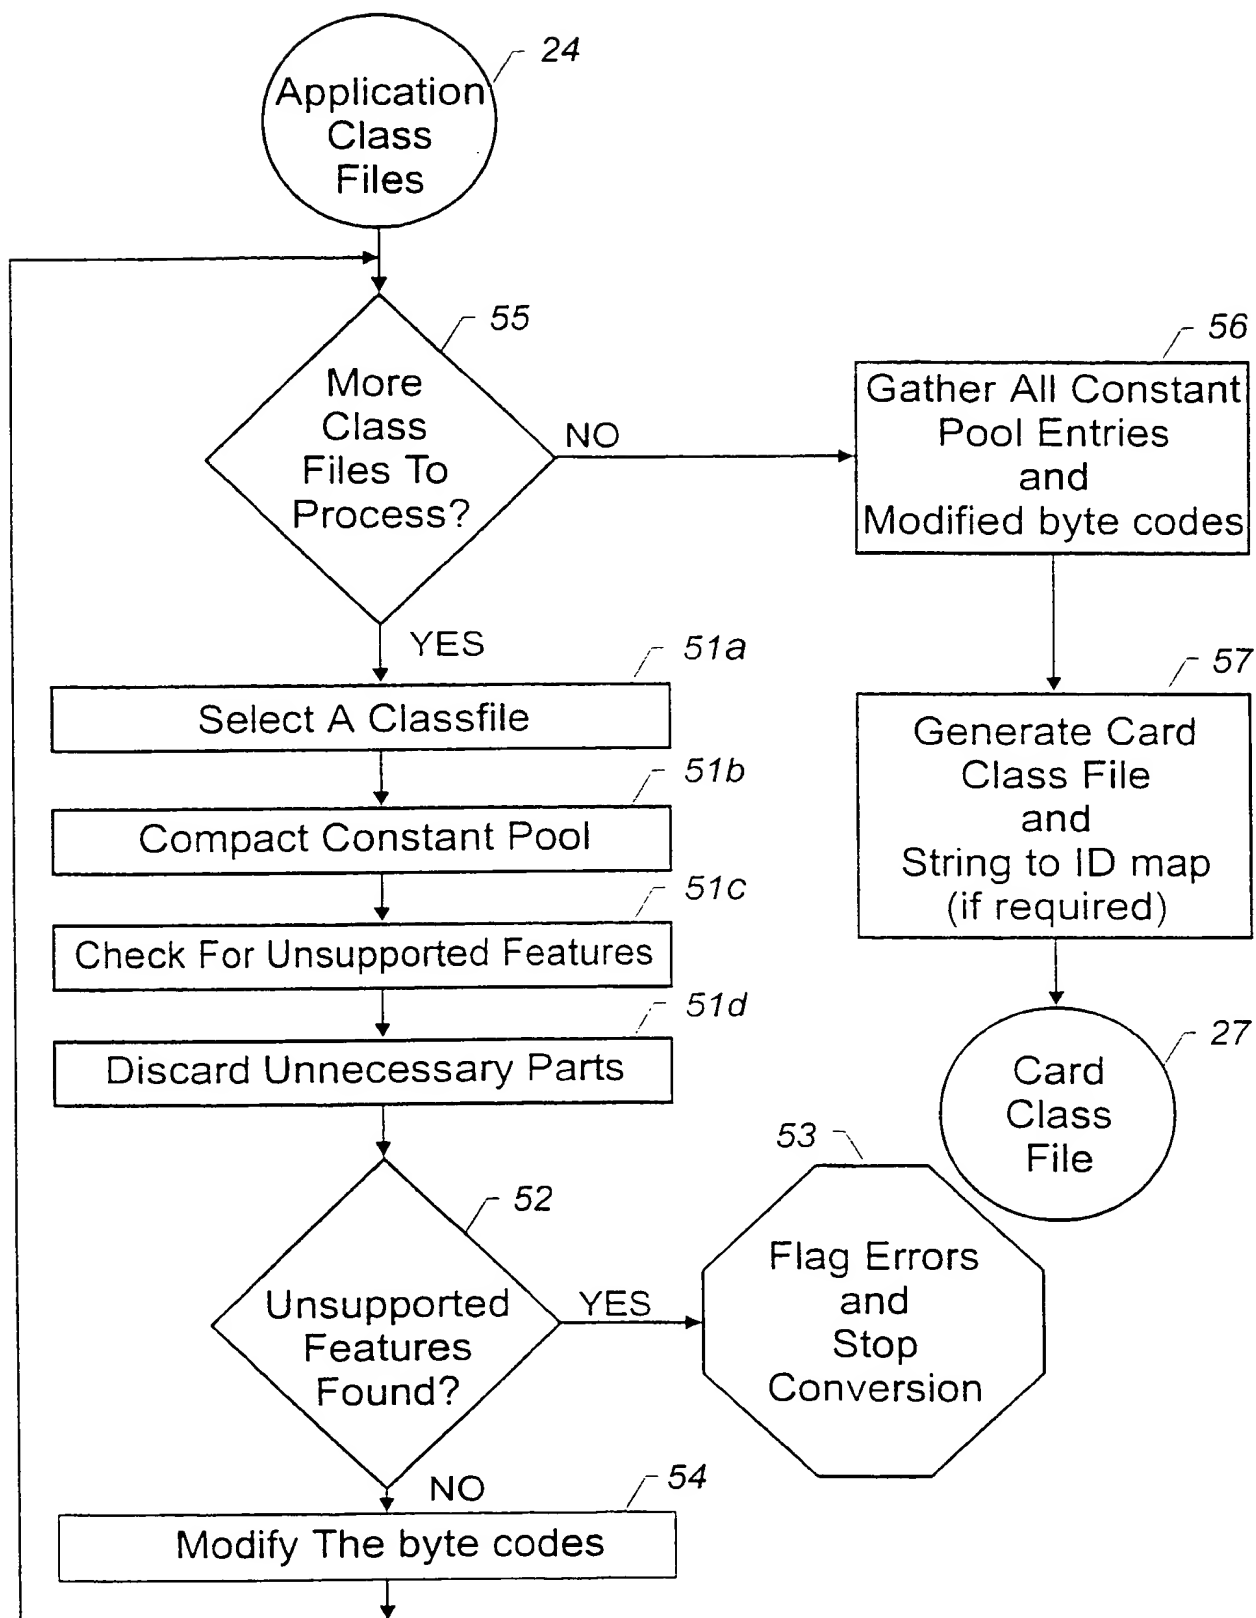 24
Application
Class
Files
55
More
Class
Files To
Process?
NO
56
Gather All Constant
Pool Entries
and
Modified byte codes
YES
51a
Select A Classfile
57
Generate Card
Class File
and
String to ID map
(if required)
51b
Compact Constant Pool
51c
Check For Unsupported Features
51d
Discard Unnecessary Parts
27
Card
Class
File
52
Unsupported
Features
Found?
YES
53
Flag Errors
and
Stop
Conversion
NO
54
Modify The byte codes